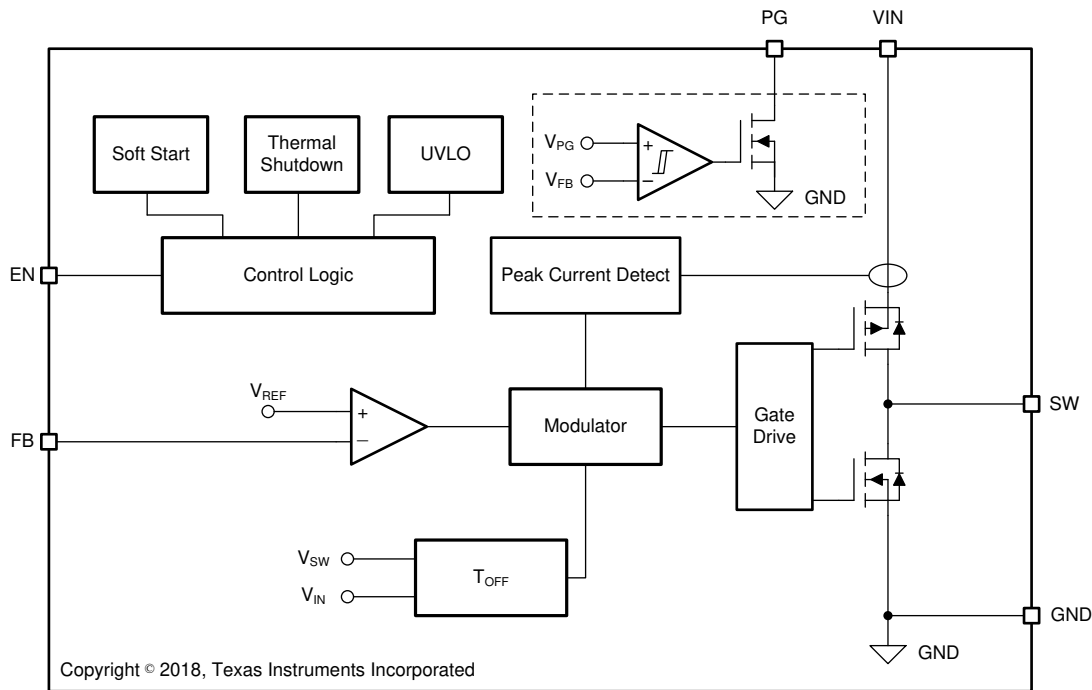 PG
VIN
Soft Start
Thermal
Shutdown
UVLO
VPG
+
VFB
−
GND
EN
Control Logic
Peak Current Detect
VREF
+
FB
−
Modulator
Gate
Drive
SW
VSW
VIN
TOFF
GND
GND
Copyright © 2018, Texas Instruments Incorporated